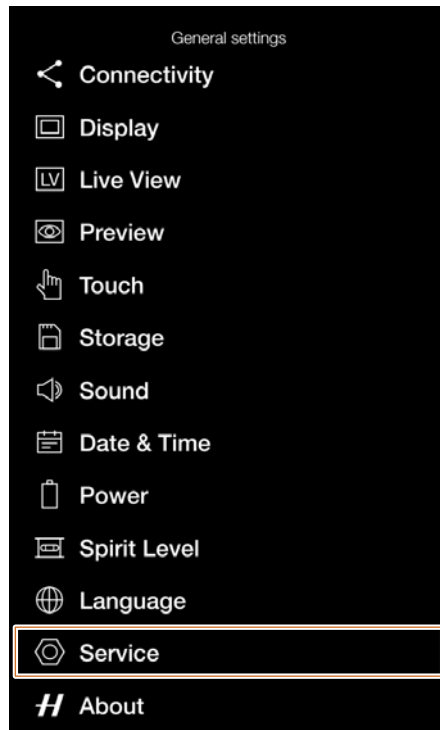 General settings
Connectivity
Display
LV Live View
Preview
Touch
Storage
Sound
Date & Time
Power
Spirit Level
Language
Service
H About